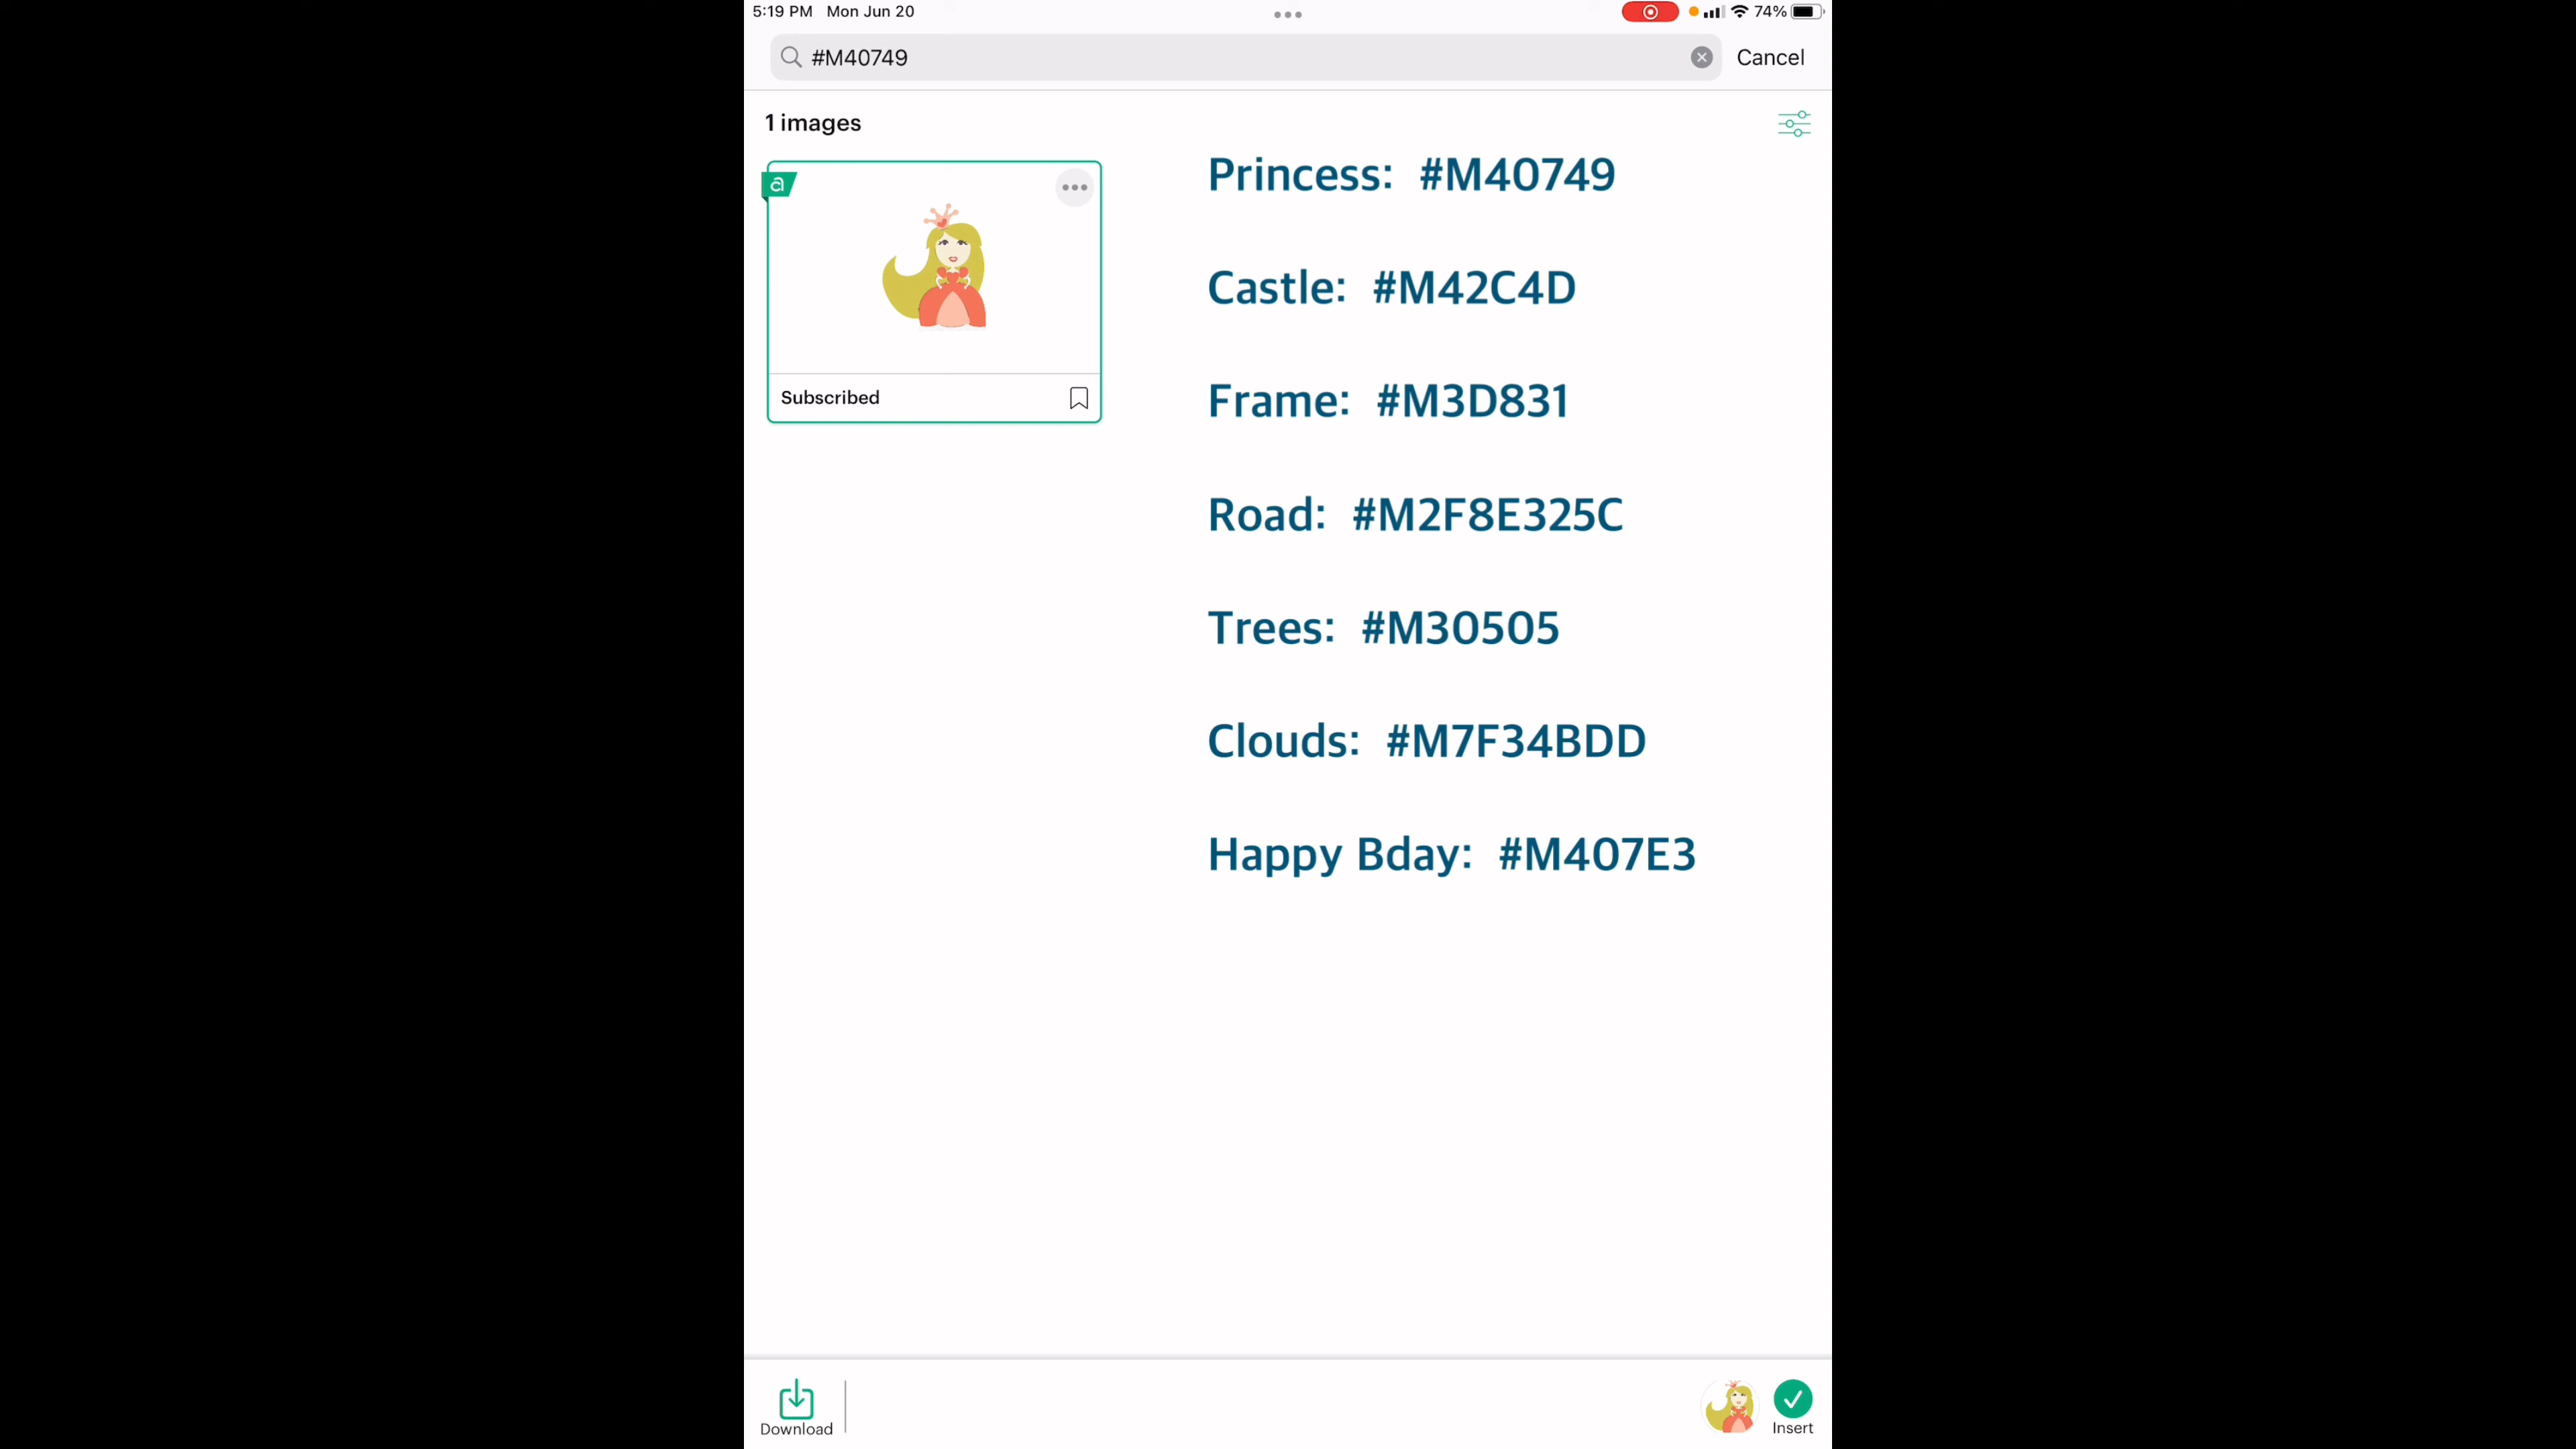 5:19 PM Mon Jun 20
74%
#M40749
Cancel
1 images
a
Subscribed
Princess: #M40749
Castle: #M42C4D
Frame: #M3D831
Road: #M2F8E325C
Trees: #M30505
Clouds: #M7F34BDD
Happy Bday: #M407E3
Download
Insert